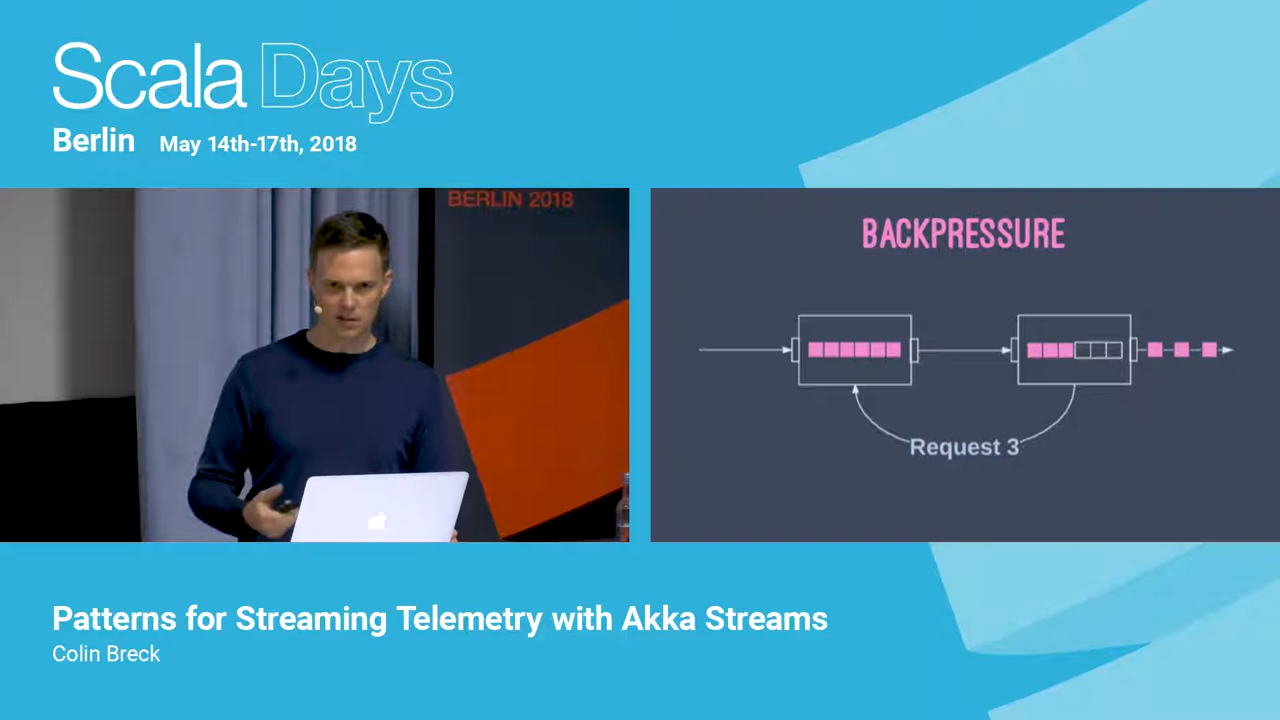 Scala Days
Berlin May 14th-17th, 2018
BERLIN 2018
BACKPRESSURE
Request 3
Patterns for Streaming Telemetry with Akka Streams
Colin Breck